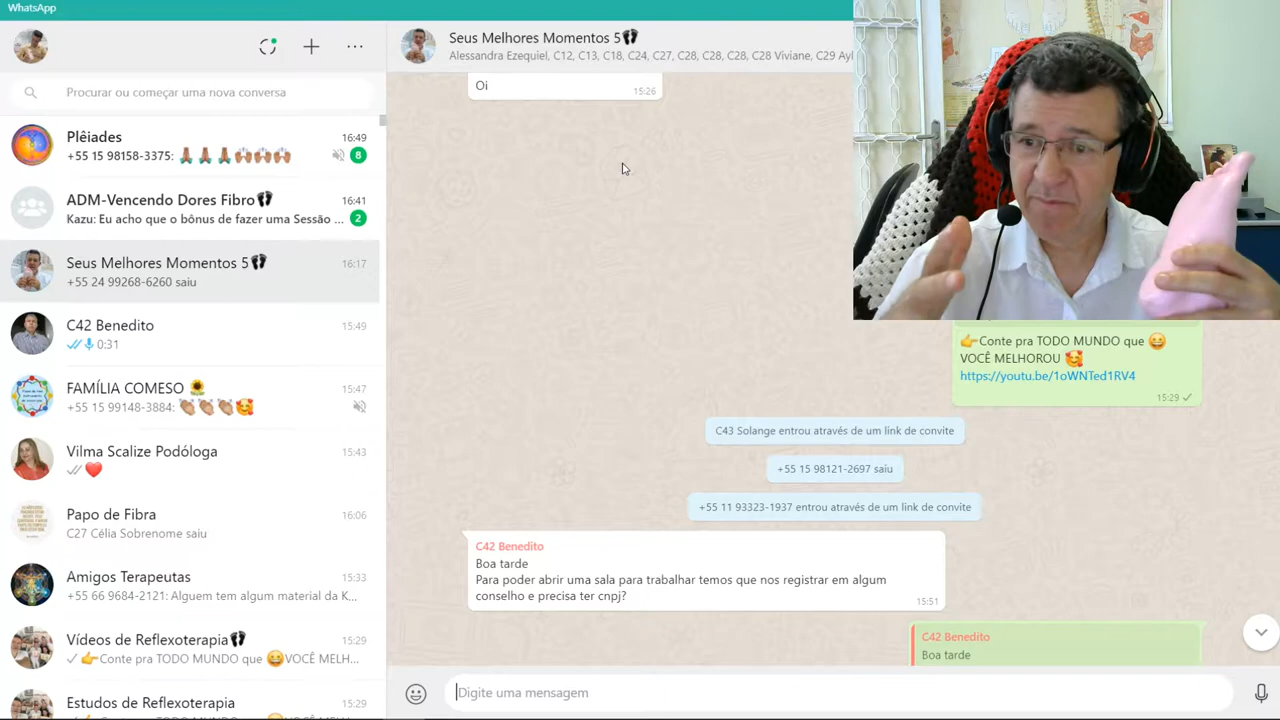 WhatsApp
Procurar ou começar uma nova conversa
Plêiades
16:49
+55 15 98158-3375: 🙏🏽🙏🏽🙏🏽🙌🏽🙌🏽🙌🏽
8
ADM-Vencendo Dores Fibro👣
16:41
Kazu: Eu acho que o bônus de fazer uma Sessão ...
2
Seus Melhores Momentos 5👣
16:17
+55 24 99268-6260 saiu
C42 Benedito
15:49
0:31
FAMÍLIA COMESO 🌻
15:47
+55 15 99148-3884: 👏🏼👏🏼👏🏼🥰
Vilma Scalize Podóloga
15:43
❤️
Papo de Fibra
16:06
C27 Célia Sobrenome saiu
Amigos Terapeutas
15:33
+55 66 9684-2121: Alguem tem algum material da K...
Vídeos de Reflexoterapia👣
15:29
👉Conte pra TODO MUNDO que 😄VOCÊ MELH...
Estudos de Reflexoterapia
15:29
Seus Melhores Momentos 5👣
Alessandra Ezequiel, C12, C13, C18, C24, C27, C28, C28, C28, C28 Viviane, C29 Ayl
Oi
15:26
👉Conte pra TODO MUNDO que 😄
VOCÊ MELHOROU 🥰
https://youtu.be/1oWNTed1RV4
15:29
C43 Solange entrou através de um link de convite
+55 15 98121-2697 saiu
+55 11 93323-1937 entrou através de um link de convite
C42 Benedito
Boa tarde
Para poder abrir uma sala para trabalhar temos que nos registrar em algum
conselho e precisa ter cnpj?
15:51
C42 Benedito
Boa tarde
Digite uma mensagem